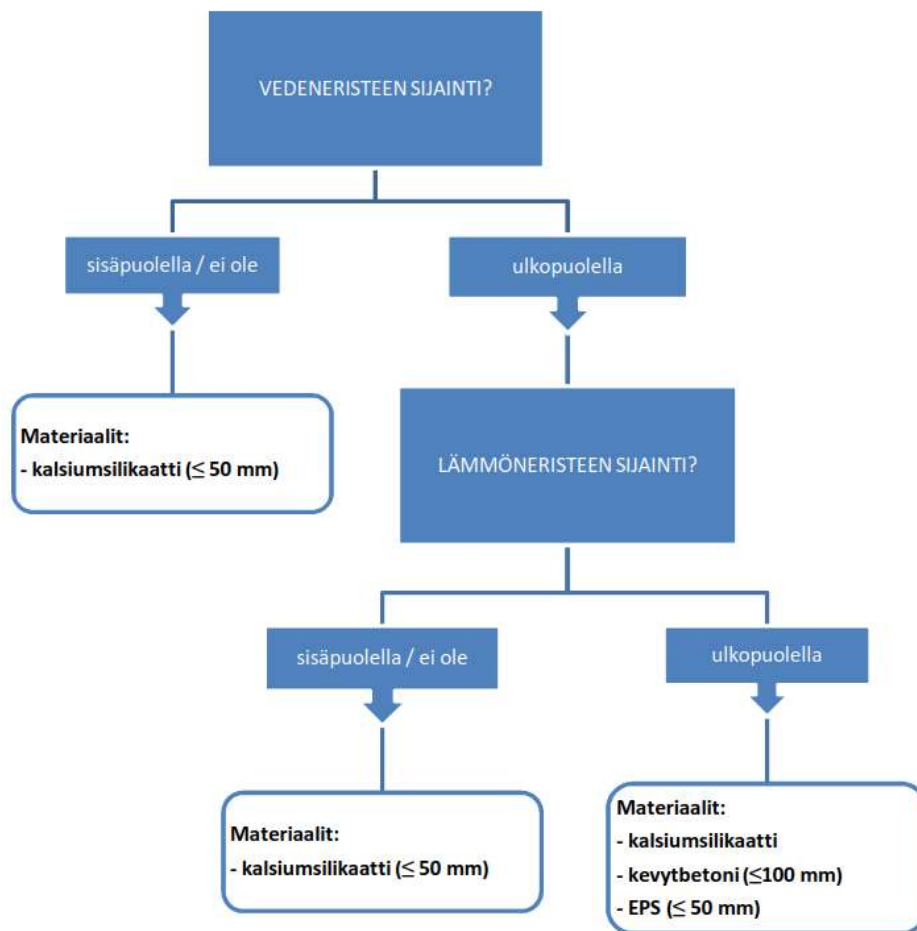 VEDENERISTEEN SIJAINTI?
sisäpuolella / ei ole
ulkopuolella
Materiaalit:
- kalsiumsilikaatti (≤ 50 mm)
LÄMMÖNERISTEEN SIJAINTI?
sisäpuolella / ei ole
ulkopuolella
Materiaalit:
- kalsiumsilikaatti (≤ 50 mm)
Materiaalit:
- kalsiumsilikaatti
- kevytbetoni (≤100 mm)
- EPS (≤ 50 mm)